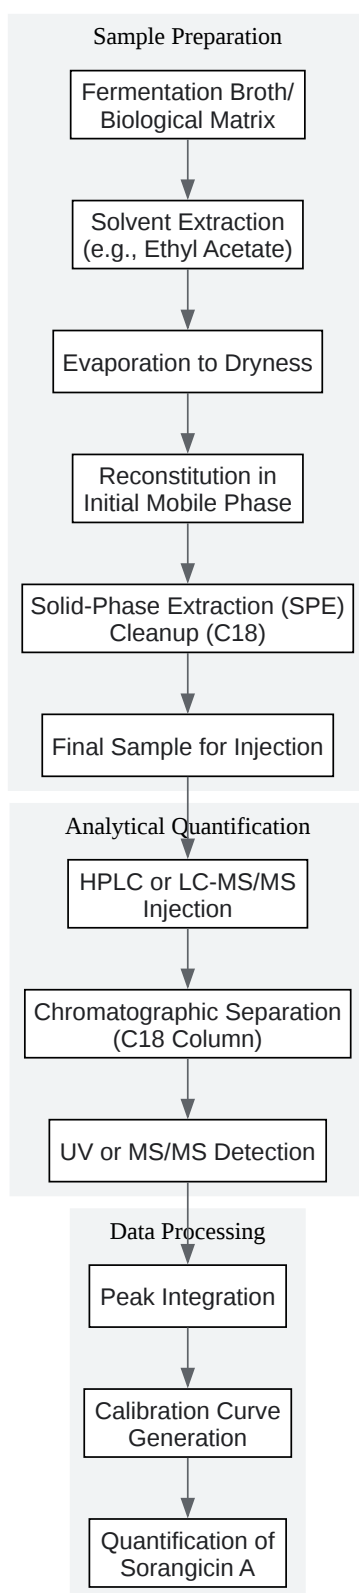 Sample Preparation
Fermentation Broth/
Biological Matrix
Solvent Extraction
(e.g., Ethyl Acetate)
Evaporation to Dryness
Reconstitution in
Initial Mobile Phase
Solid-Phase Extraction (SPE)
Cleanup (C18)
Final Sample for Injection
Analytical Quantification
HPLC or LC-MS/MS
Injection
Chromatographic Separation
(C18 Column)
UV or MS/MS Detection
Data Processing
Peak Integration
Calibration Curve
Generation
Quantification of
Sorangicin A